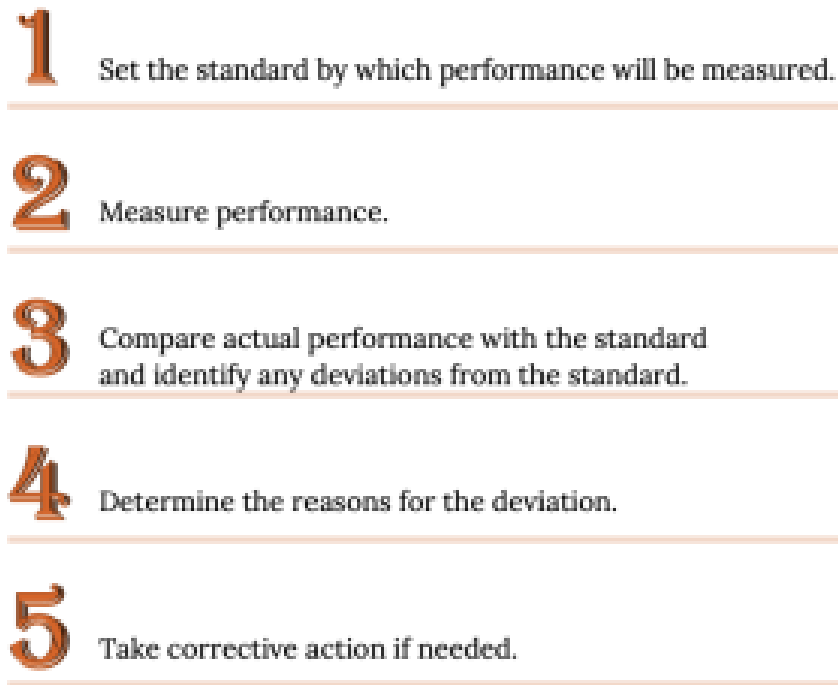 1 Set the standard by which performance will be measured.
2 Measure performance.
3 Compare actual performance with the standard
and identify any deviations from the standard.
4 Determine the reasons for the deviation.
5 Take corrective action if needed.